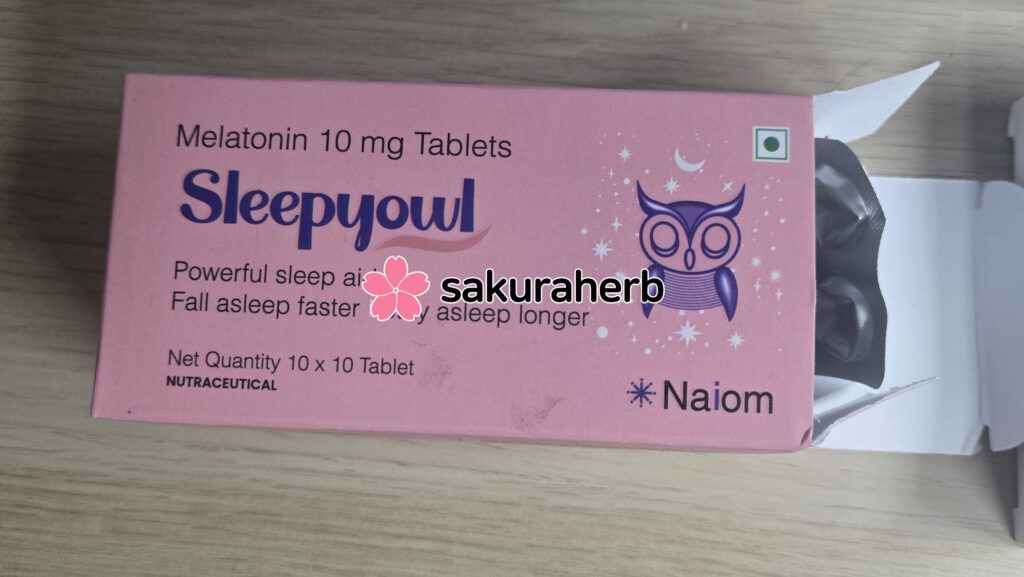 Melatonin 10 mg Tablets
Sleepyowl
Powerful sleep
sakuraherb
Fall asleep faster asleep longer
Net Quantity 10 x 10 Tablet
NUTRACEUTICAL
Naiom